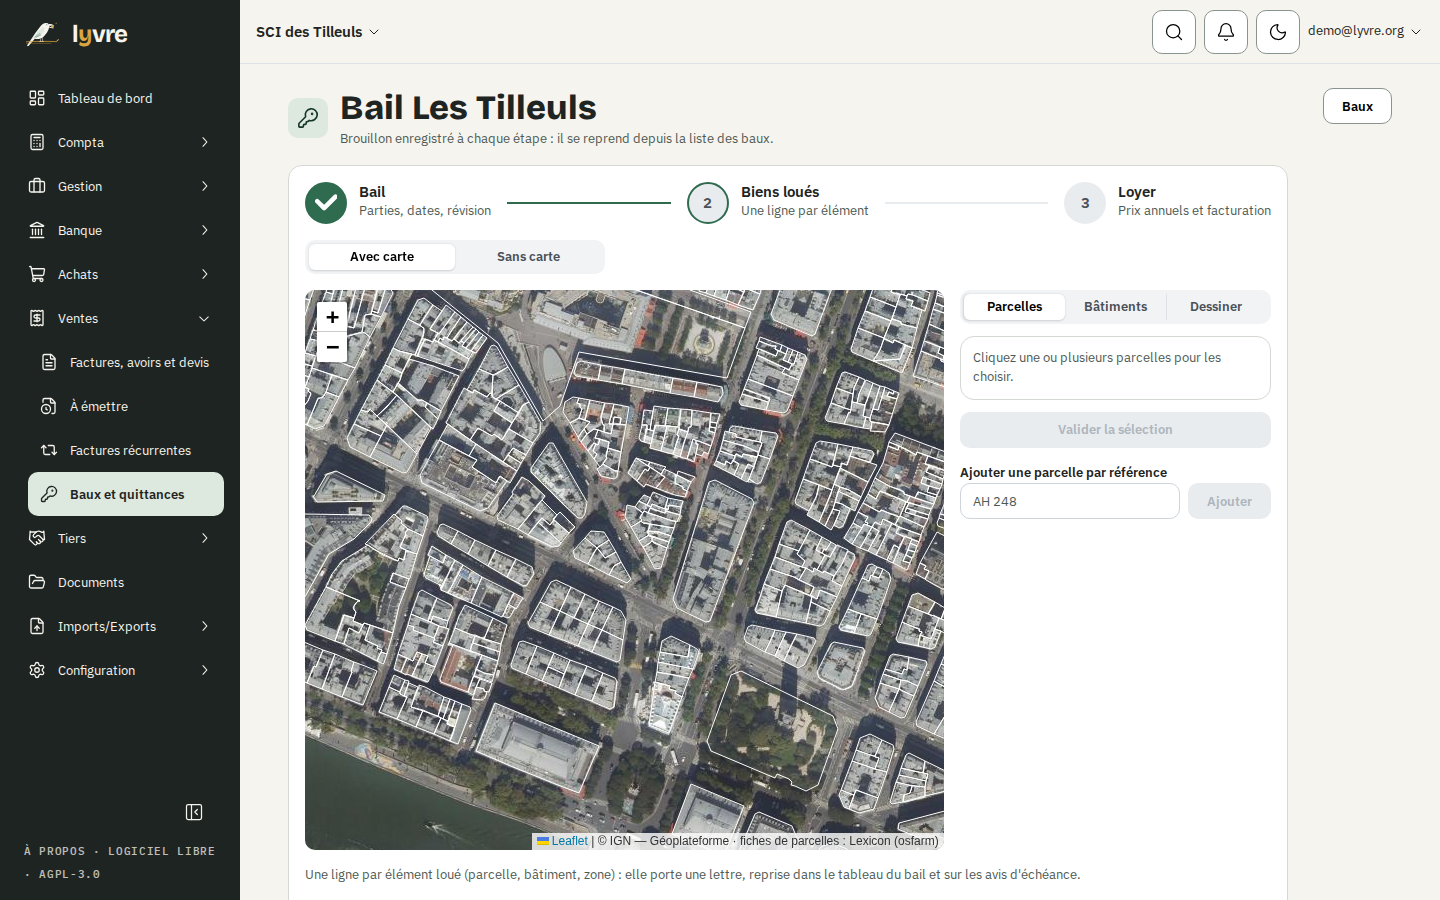 lyvre
SCI des Tilleuls
demo@lyvre.org
Tableau de bord
Compta
Gestion
Banque
Achats
Ventes
Factures, avoirs et devis
À émettre
Factures récurrentes
Baux et quittances
Tiers
Documents
Imports/Exports
Configuration
À PROPOS · LOGICIEL LIBRE
· AGPL-3.0
Bail Les Tilleuls
Brouillon enregistré à chaque étape : il se reprend depuis la liste des baux.
Baux
Bail
Parties, dates, révision
2
Biens loués
Une ligne par élément
3
Loyer
Prix annuels et facturation
Avec carte
Sans carte
+
−
Leaflet | © IGN — Géoplateforme · fiches de parcelles : Lexicon (osfarm)
Parcelles
Bâtiments
Dessiner
Cliquez une ou plusieurs parcelles pour les
choisir.
Valider la sélection
Ajouter une parcelle par référence
AH 248
Ajouter
Une ligne par élément loué (parcelle, bâtiment, zone) : elle porte une lettre, reprise dans le tableau du bail et sur les avis d'échéance.